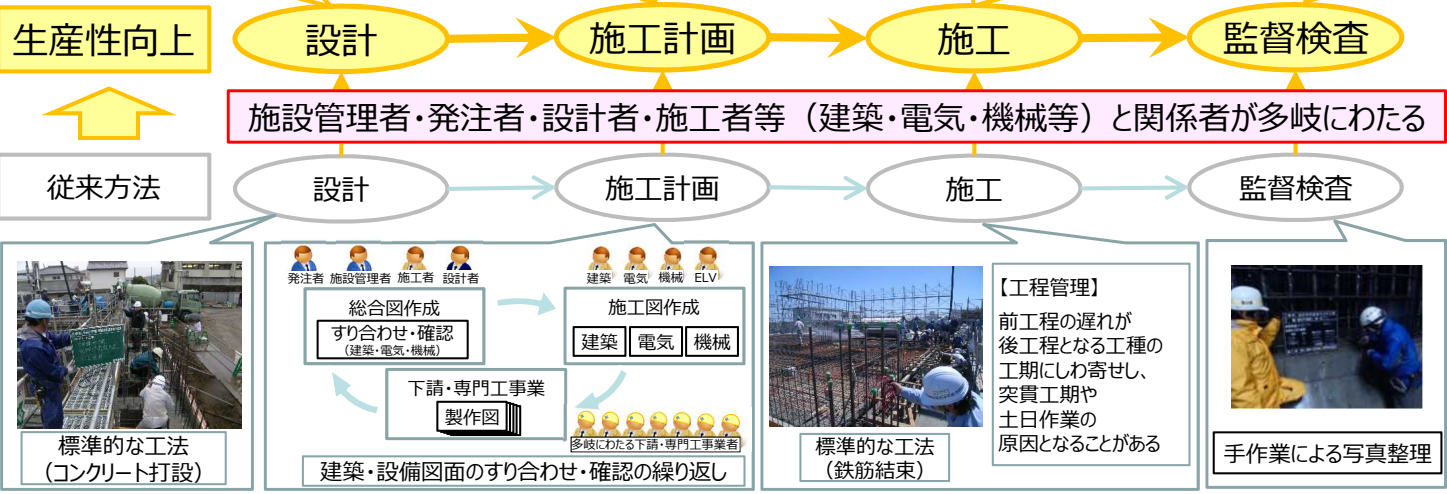 生産性向上
設計
施工計画
施工
監督検査
施設管理者・発注者・設計者・施工者等（建築・電気・機械等）と関係者が多岐にわたる
従来方法
設計
施工計画
施工
監督検査
標準的な工法
（コンクリート打設）
発注者 施設管理者 施工者 設計者
総合図作成
すり合わせ・確認
（建築・電気・機械）
建築 電気 機械 ELV
施工図作成
建築 電気 機械
下請・専門工事業
製作図
多岐にわたる下請・専門工事業者
建築・設備図面のすり合わせ・確認の繰り返し
標準的な工法
（鉄筋結束）
【工程管理】
前工程の遅れが
後工程となる工種の
工期にしわ寄せし、
突貫工期や
土日作業の
原因となることがある
手作業による写真整理